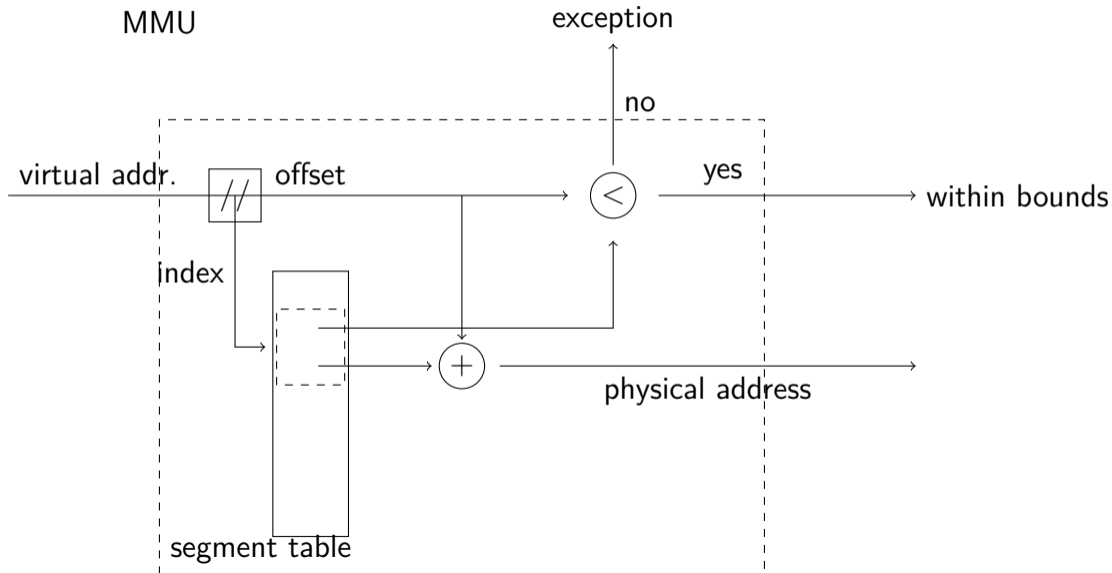 MMU
exception
no
virtual addr.
//
offset
<
yes
within bounds
index
+
physical address
segment table